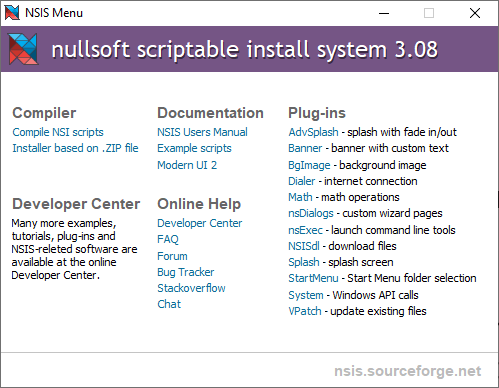 NSIS Menu
nullsoft scriptable install system 3.08
Compiler
Compile NSI scripts
Installer based on .ZIP file
Documentation
NSIS Users Manual
Example scripts
Modern UI 2
Plug-ins
AdvSplash - splash with fade in/out
Banner - banner with custom text
BgImage - background image
Dialer - internet connection
Math - math operations
nsDialogs - custom wizard pages
nsExec - launch command line tools
NSISdl - download files
Splash - splash screen
StartMenu - Start Menu folder selection
System - Windows API calls
VPatch - update existing files
Developer Center
Many more examples,
tutorials, plug-ins and
NSIS-releted software are
available at the online
Developer Center.
Online Help
Developer Center
FAQ
Forum
Bug Tracker
Stackoverflow
Chat
nsis.sourceforge.net